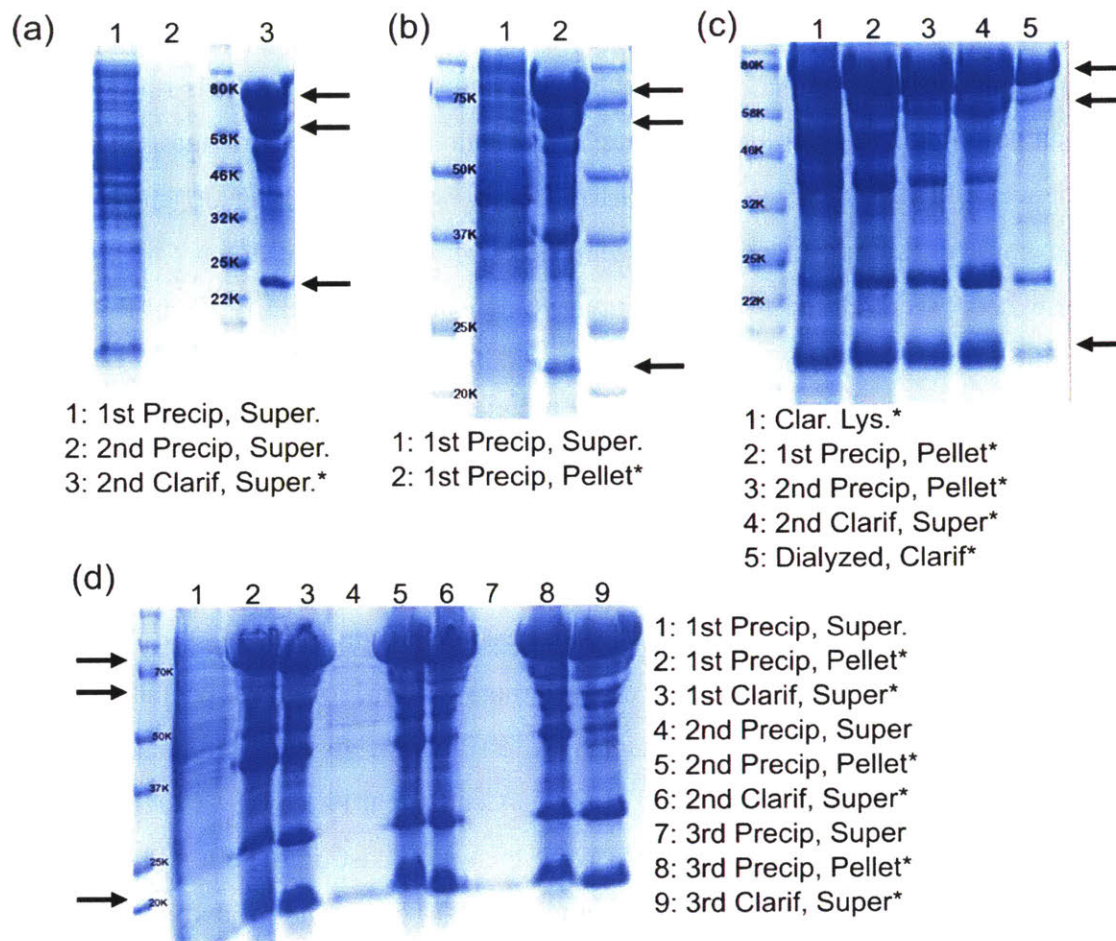 (a)
1 2 3
80K
58K
46K
32K
25K
22K
1: 1st Precip, Super.
2: 2nd Precip, Super.
3: 2nd Clarif, Super.*
(b)
1 2
75K
50K
37K
25K
20K
1: 1st Precip, Super.
2: 1st Precip, Pellet*
(c)
1 2 3 4 5
80K
58K
46K
32K
25K
22K
1: Clar. Lys.*
2: 1st Precip, Pellet*
3: 2nd Precip, Pellet*
4: 2nd Clarif, Super*
5: Dialyzed, Clarif*
(d)
1 2 3 4 5 6 7 8 9
70K
50K
37K
25K
20K
1: 1st Precip, Super.
2: 1st Precip, Pellet*
3: 1st Clarif, Super*
4: 2nd Precip, Super
5: 2nd Precip, Pellet*
6: 2nd Clarif, Super*
7: 3rd Precip, Super
8: 3rd Precip, Pellet*
9: 3rd Clarif, Super*